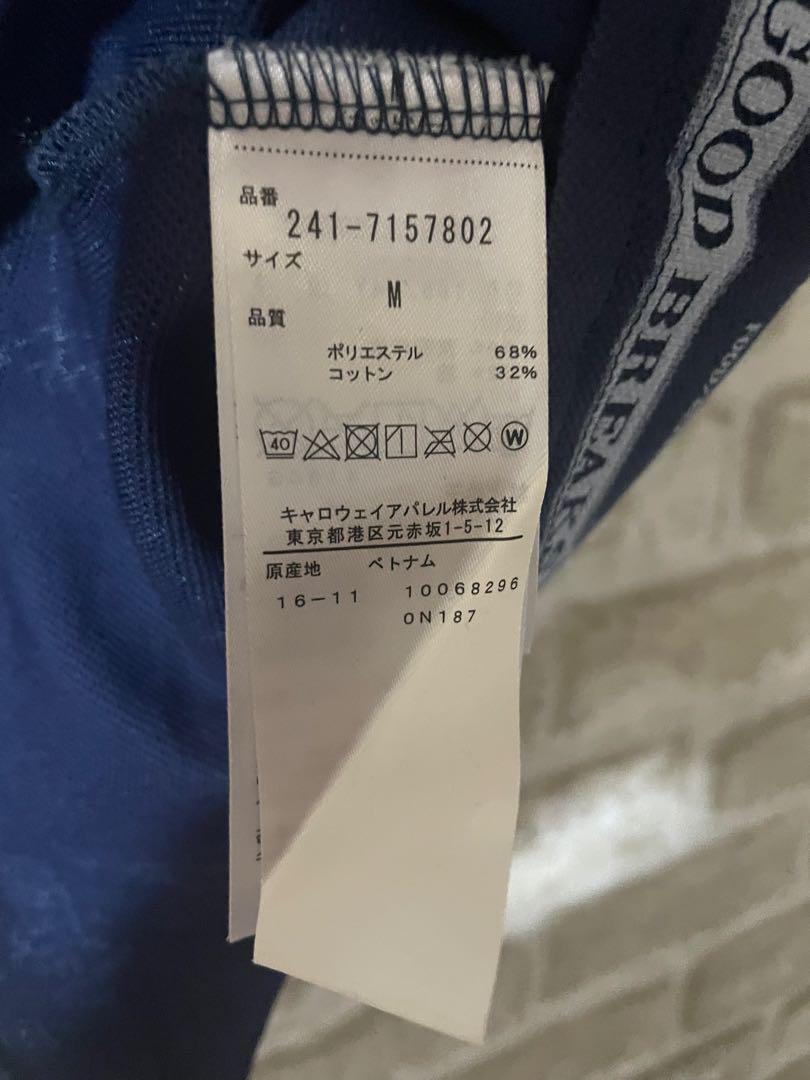 品番
241-7157802
サイズ
M
品質
ポリエステル 68%
コットン 32%
40
W
キャロウェイアパレル株式会社
東京都港区元赤坂1-5-12
原産地 ベトナム
16-11 10068296
0N187
GOOD BREAK